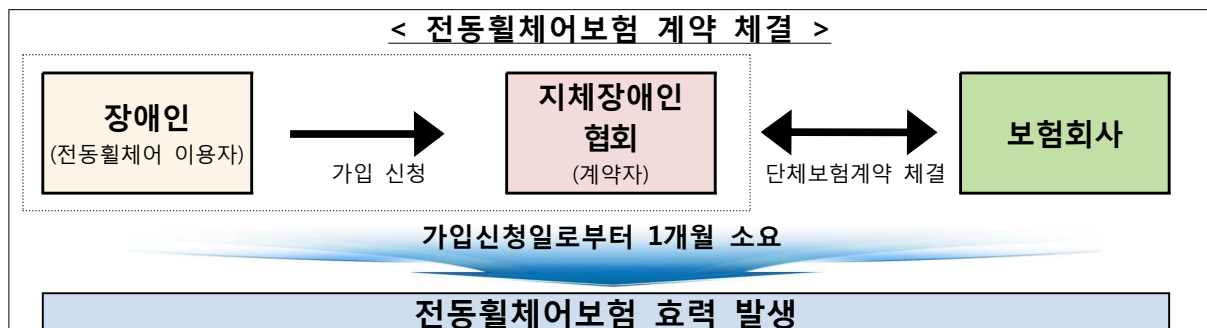 < 전동휠체어보험 계약 체결 >
장애인
(전동휠체어 이용자)
가입 신청
지체장애인
협회
(계약자)
단체보험계약 체결
보험회사
가입신청일로부터 1개월 소요
전동휠체어보험 효력 발생